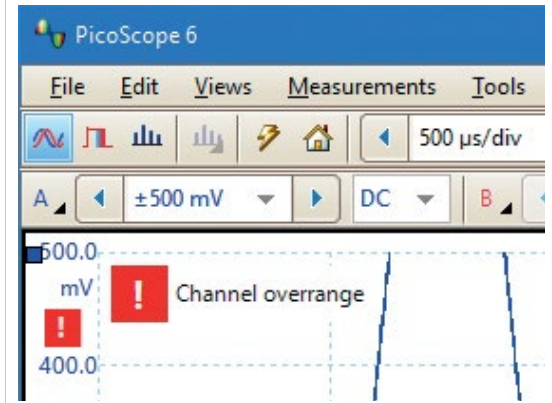 PicoScope 6
File Edit Views Measurements Tools
500 µs/div
A ±500 mV DC B
500.0
mV
! Channel overrange
!
400.0